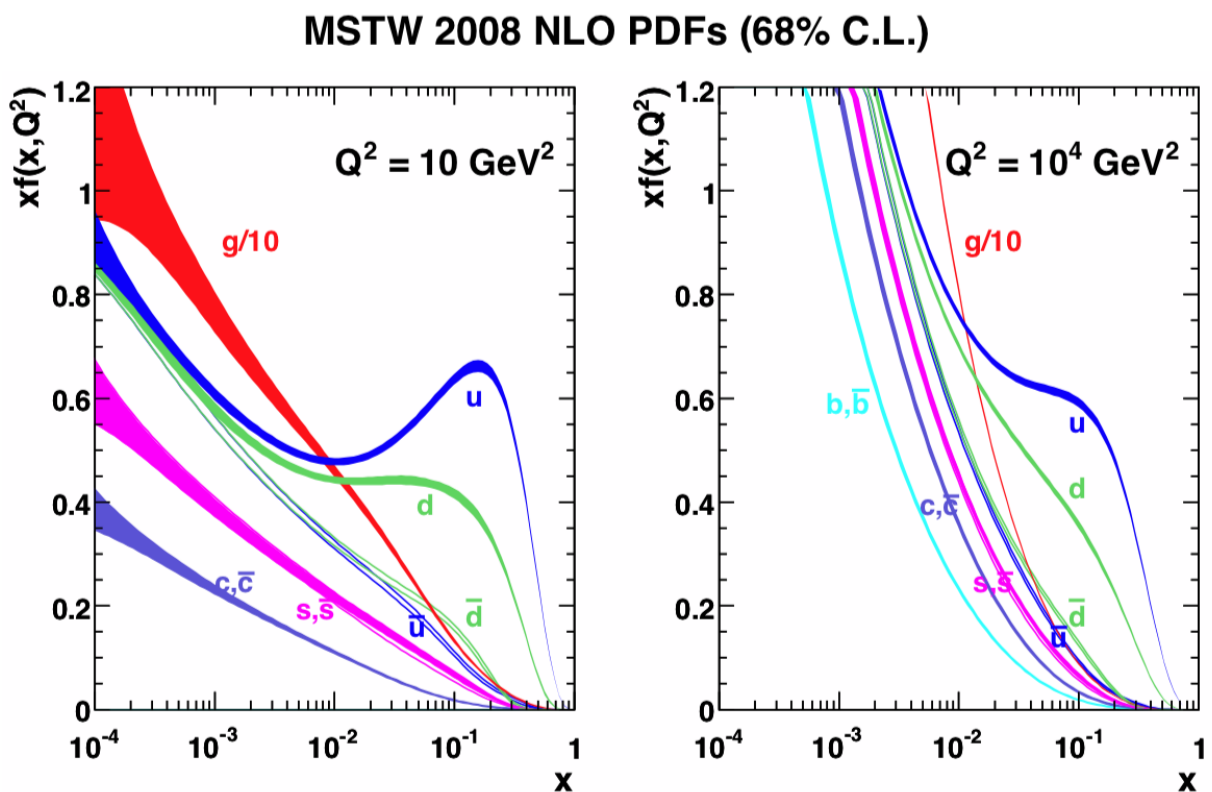 MSTW 2008 NLO PDFs (68% C.L.)
xf(x,Q²)
1.2
1
0.8
0.6
0.4
0.2
0
Q² = 10 GeV²
g/10
u
d
c,c̅
s,s̅
u̅
d̅
10⁻⁴
10⁻³
10⁻²
10⁻¹
1
x
xf(x,Q²)
1.2
1
0.8
0.6
0.4
0.2
0
Q² = 10⁴ GeV²
g/10
b,b̅
u
d
c,c̅
s,s̅
d̅
u̅
10⁻⁴
10⁻³
10⁻²
10⁻¹
1
x